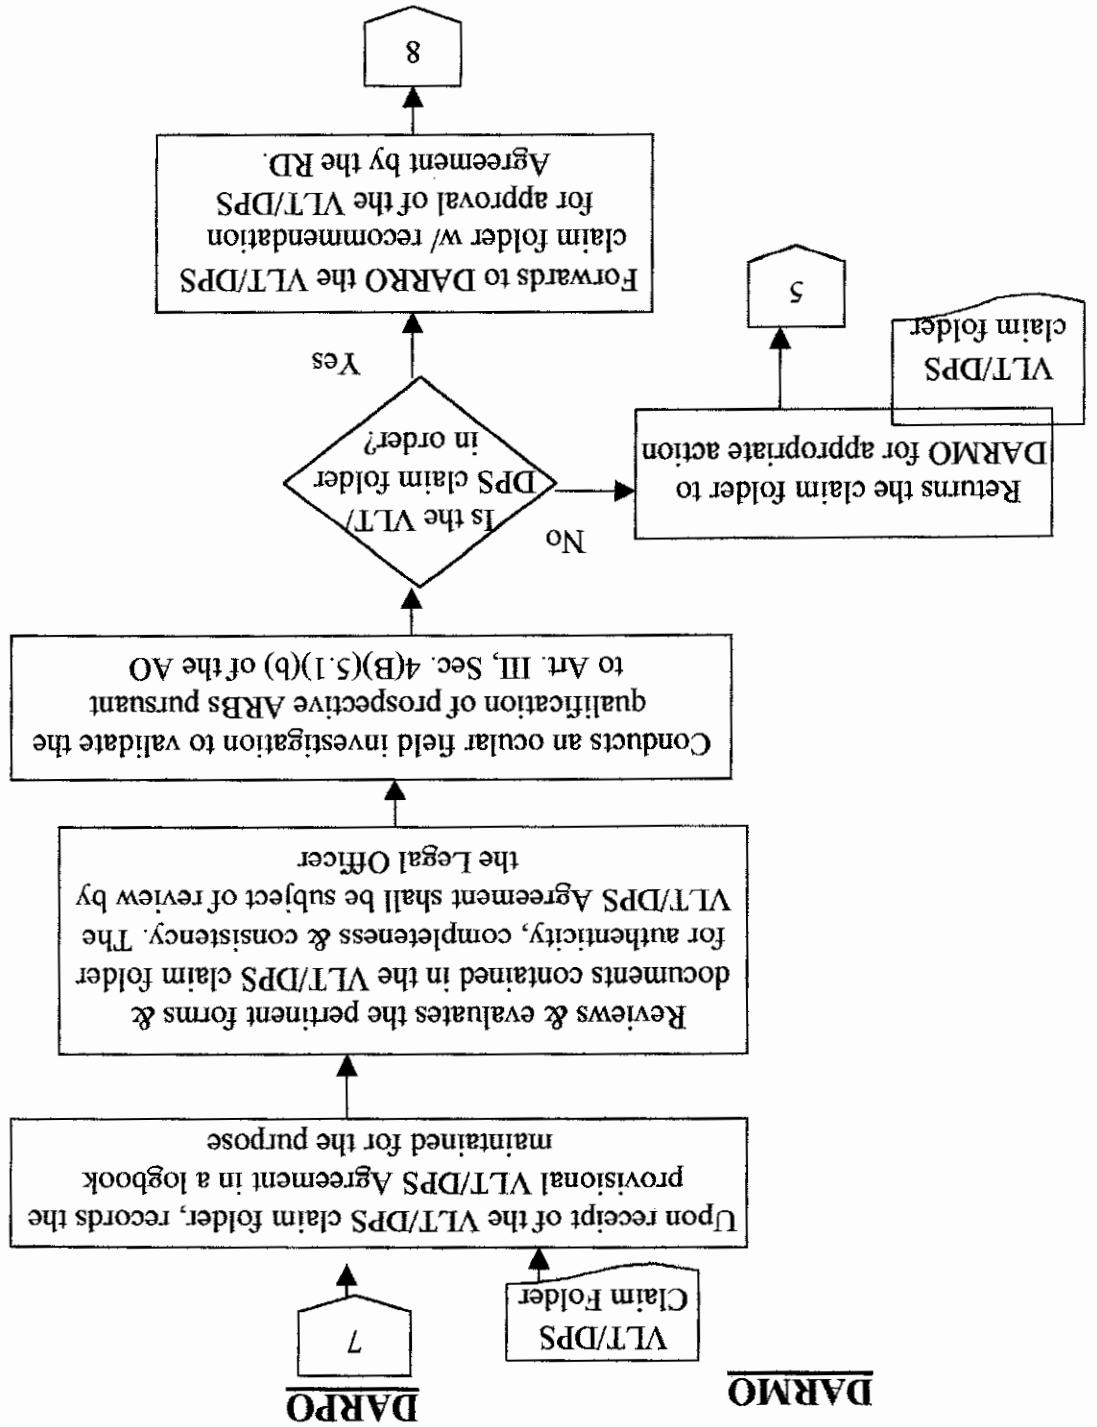 DARMO
DARPO
VLT/DPS
Claim Folder
7
Upon receipt of the VLT/DPS claim folder, records the
provisional VLT/DPS Agreement in a logbook
maintained for the purpose
Reviews & evaluates the pertinent forms &
documents contained in the VLT/DPS claim folder
for authenticity, completeness & consistency. The
VLT/DPS Agreement shall be subject of review by
the Legal Officer
Conducts an ocular field investigation to validate the
qualification of prospective ARBs pursuant
to Art. III, Sec. 4(B)(5.1)(b) of the AO
Is the VLT/
DPS claim folder
in order?
No
Returns the claim folder to
DARMO for appropriate action
VLT/DPS
claim folder
5
Yes
Forwards to DARRO the VLT/DPS
claim folder w/ recommendation
for approval of the VLT/DPS
Agreement by the RD.
8